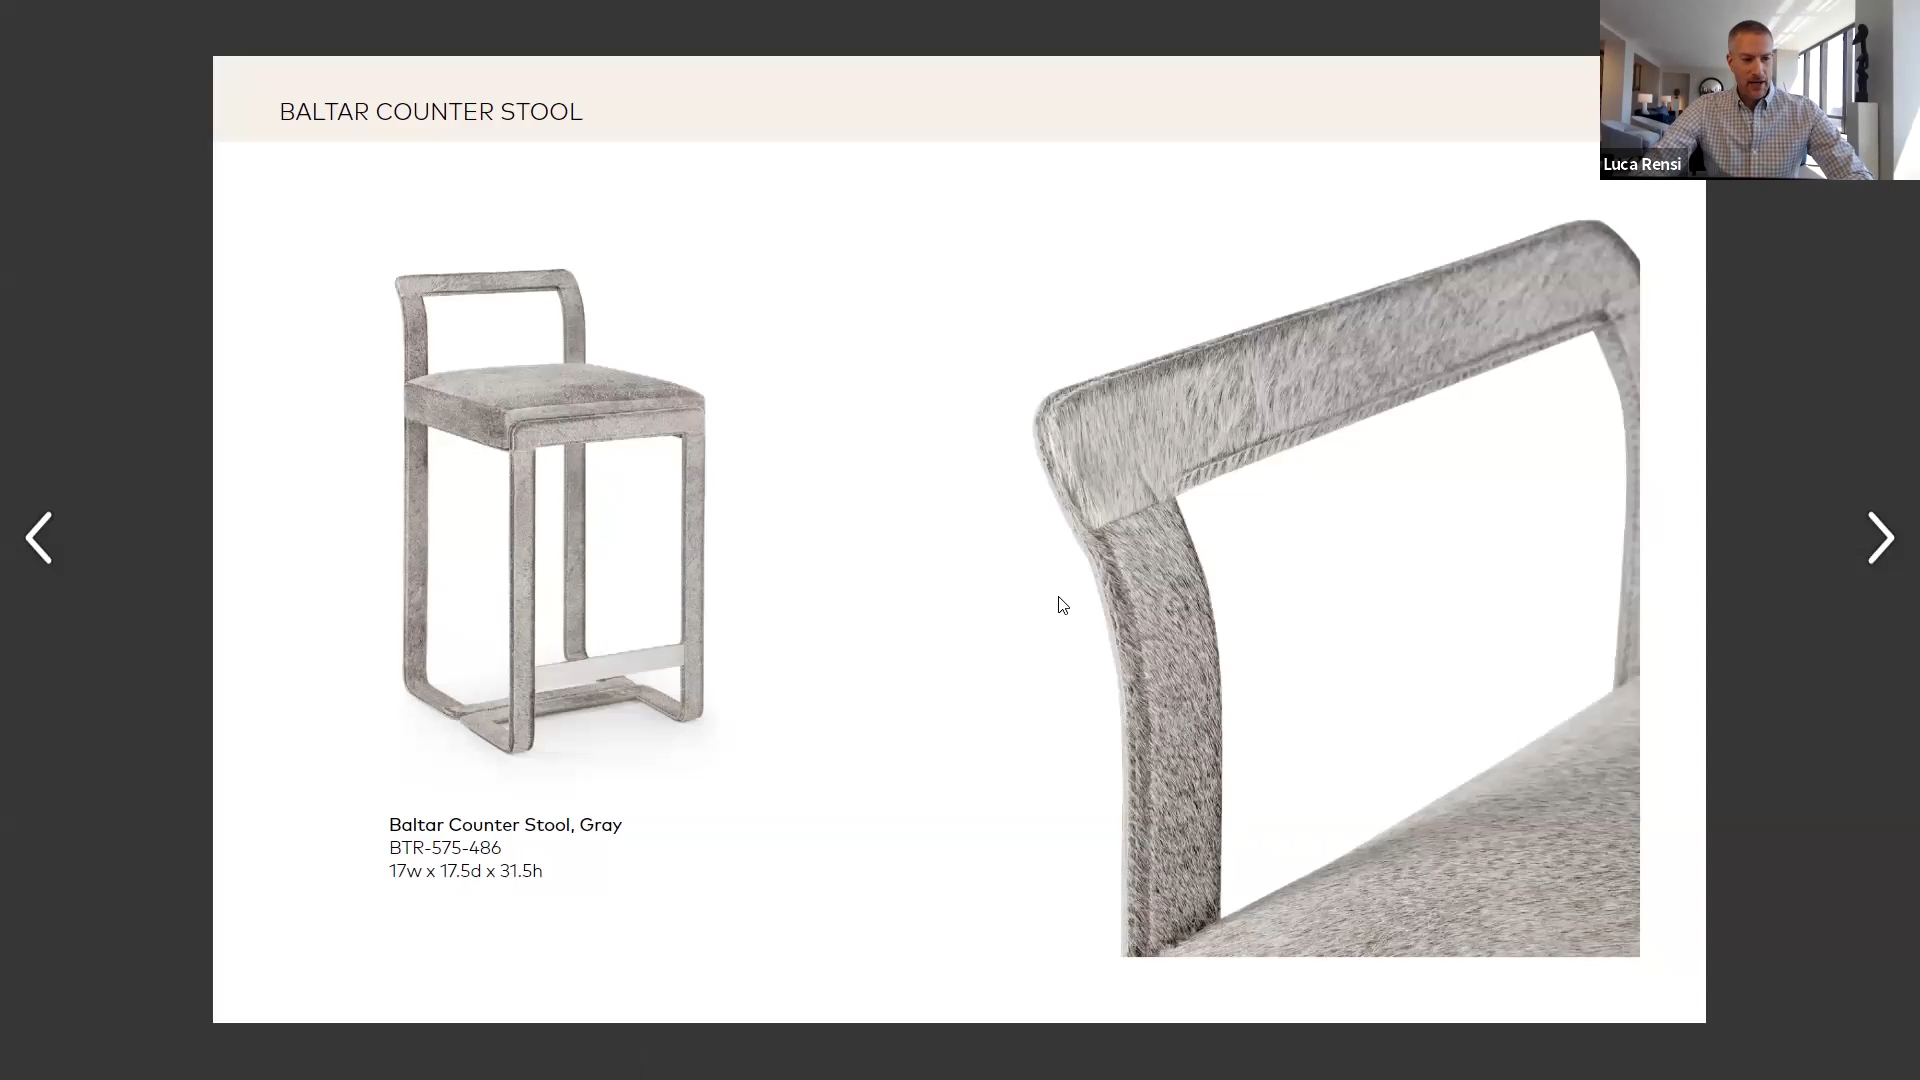 BALTAR COUNTER STOOL
Luca Rensi
Baltar Counter Stool, Gray
BTR-575-486
17w x 17.5d x 31.5h